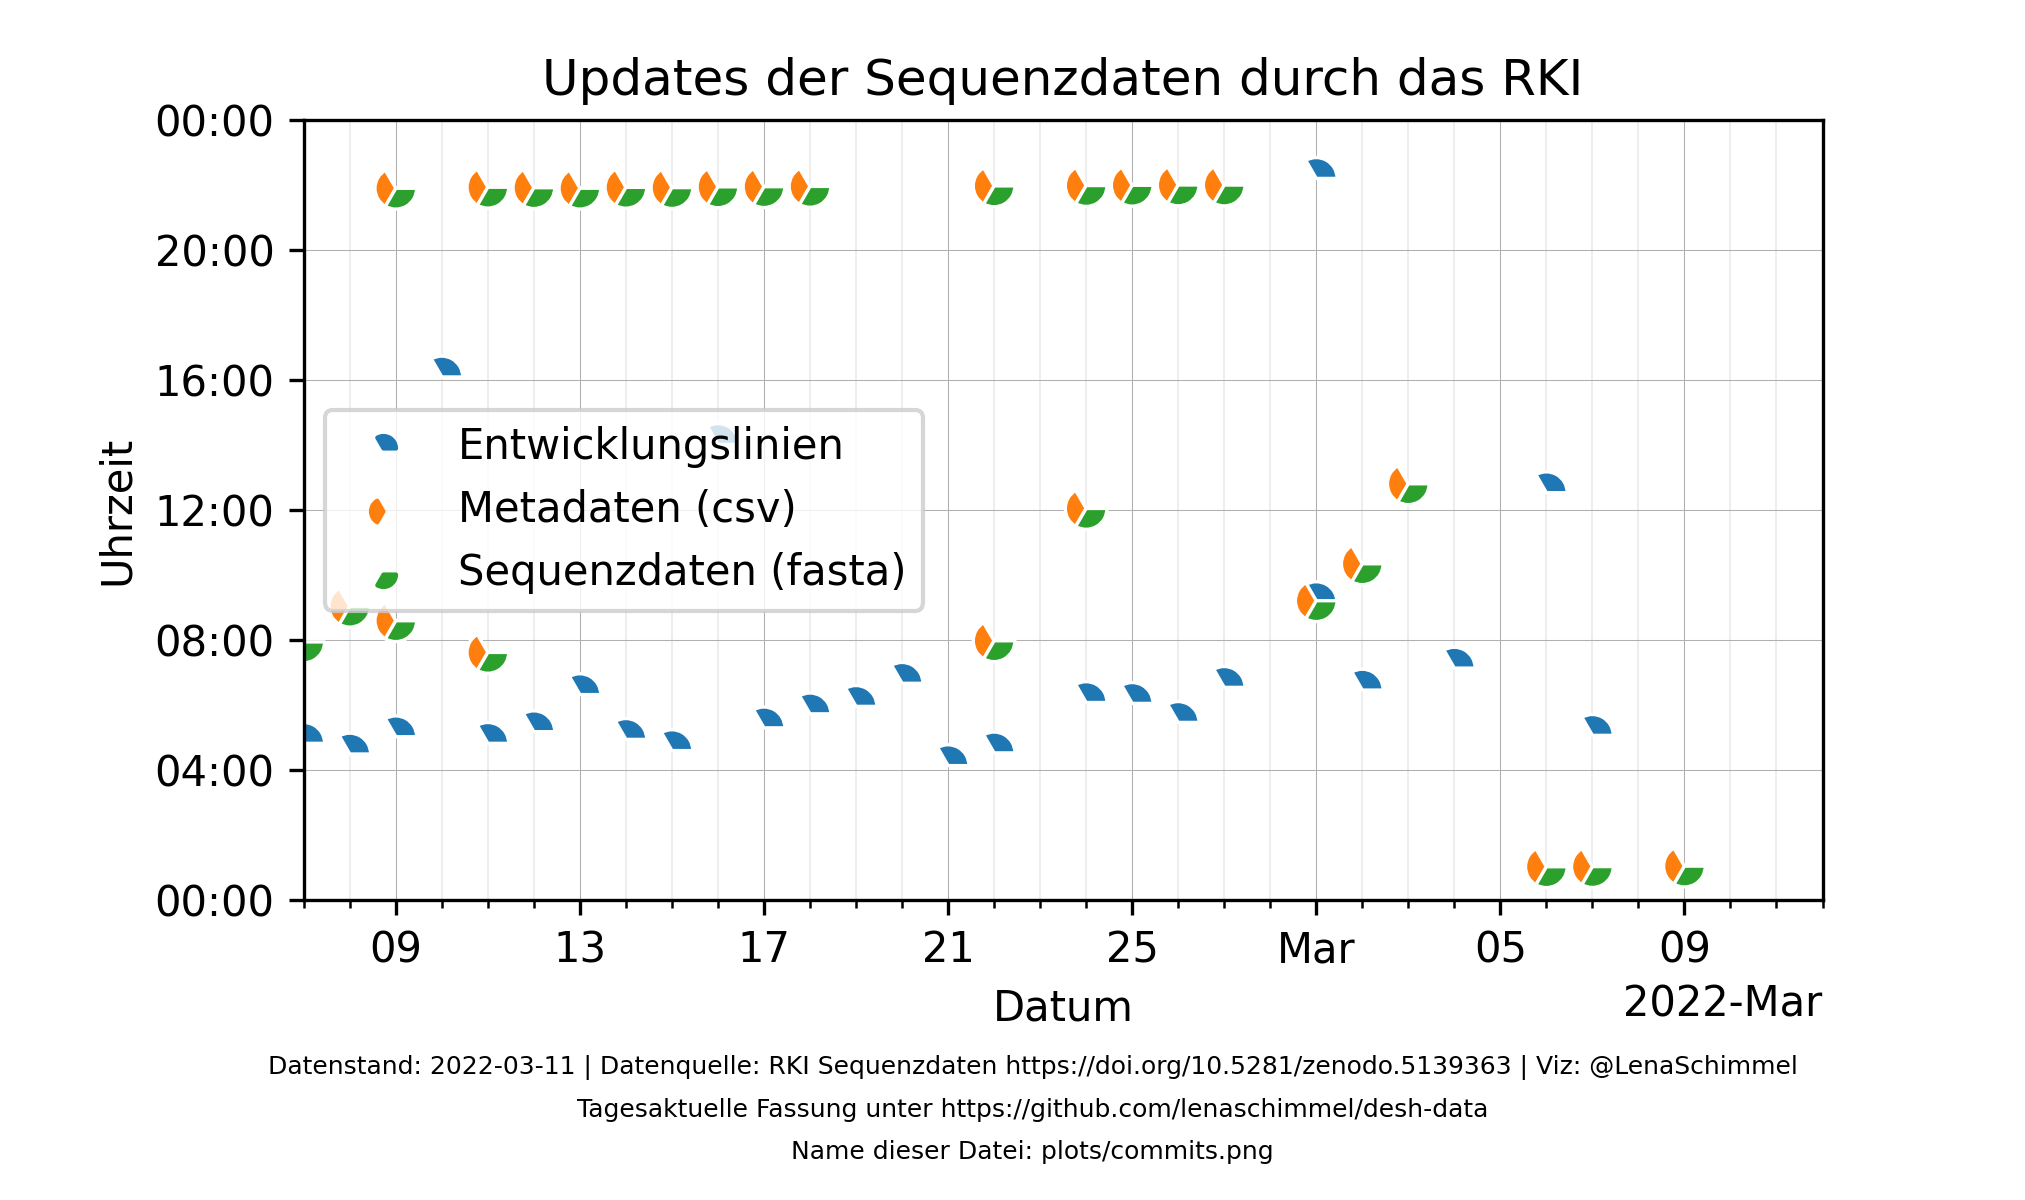 Updates der Sequenzdaten durch das RKI
00:00
20:00
16:00
12:00
08:00
04:00
00:00
Uhrzeit
Entwicklungslinien
Metadaten (csv)
Sequenzdaten (fasta)
09 13 17 21 25 Mar 05 09
Datum
2022-Mar
Datenstand: 2022-03-11 | Datenquelle: RKI Sequenzdaten https://doi.org/10.5281/zenodo.5139363 | Viz: @LenaSchimmel
Tagesaktuelle Fassung unter https://github.com/lenaschimmel/desh-data
Name dieser Datei: plots/commits.png